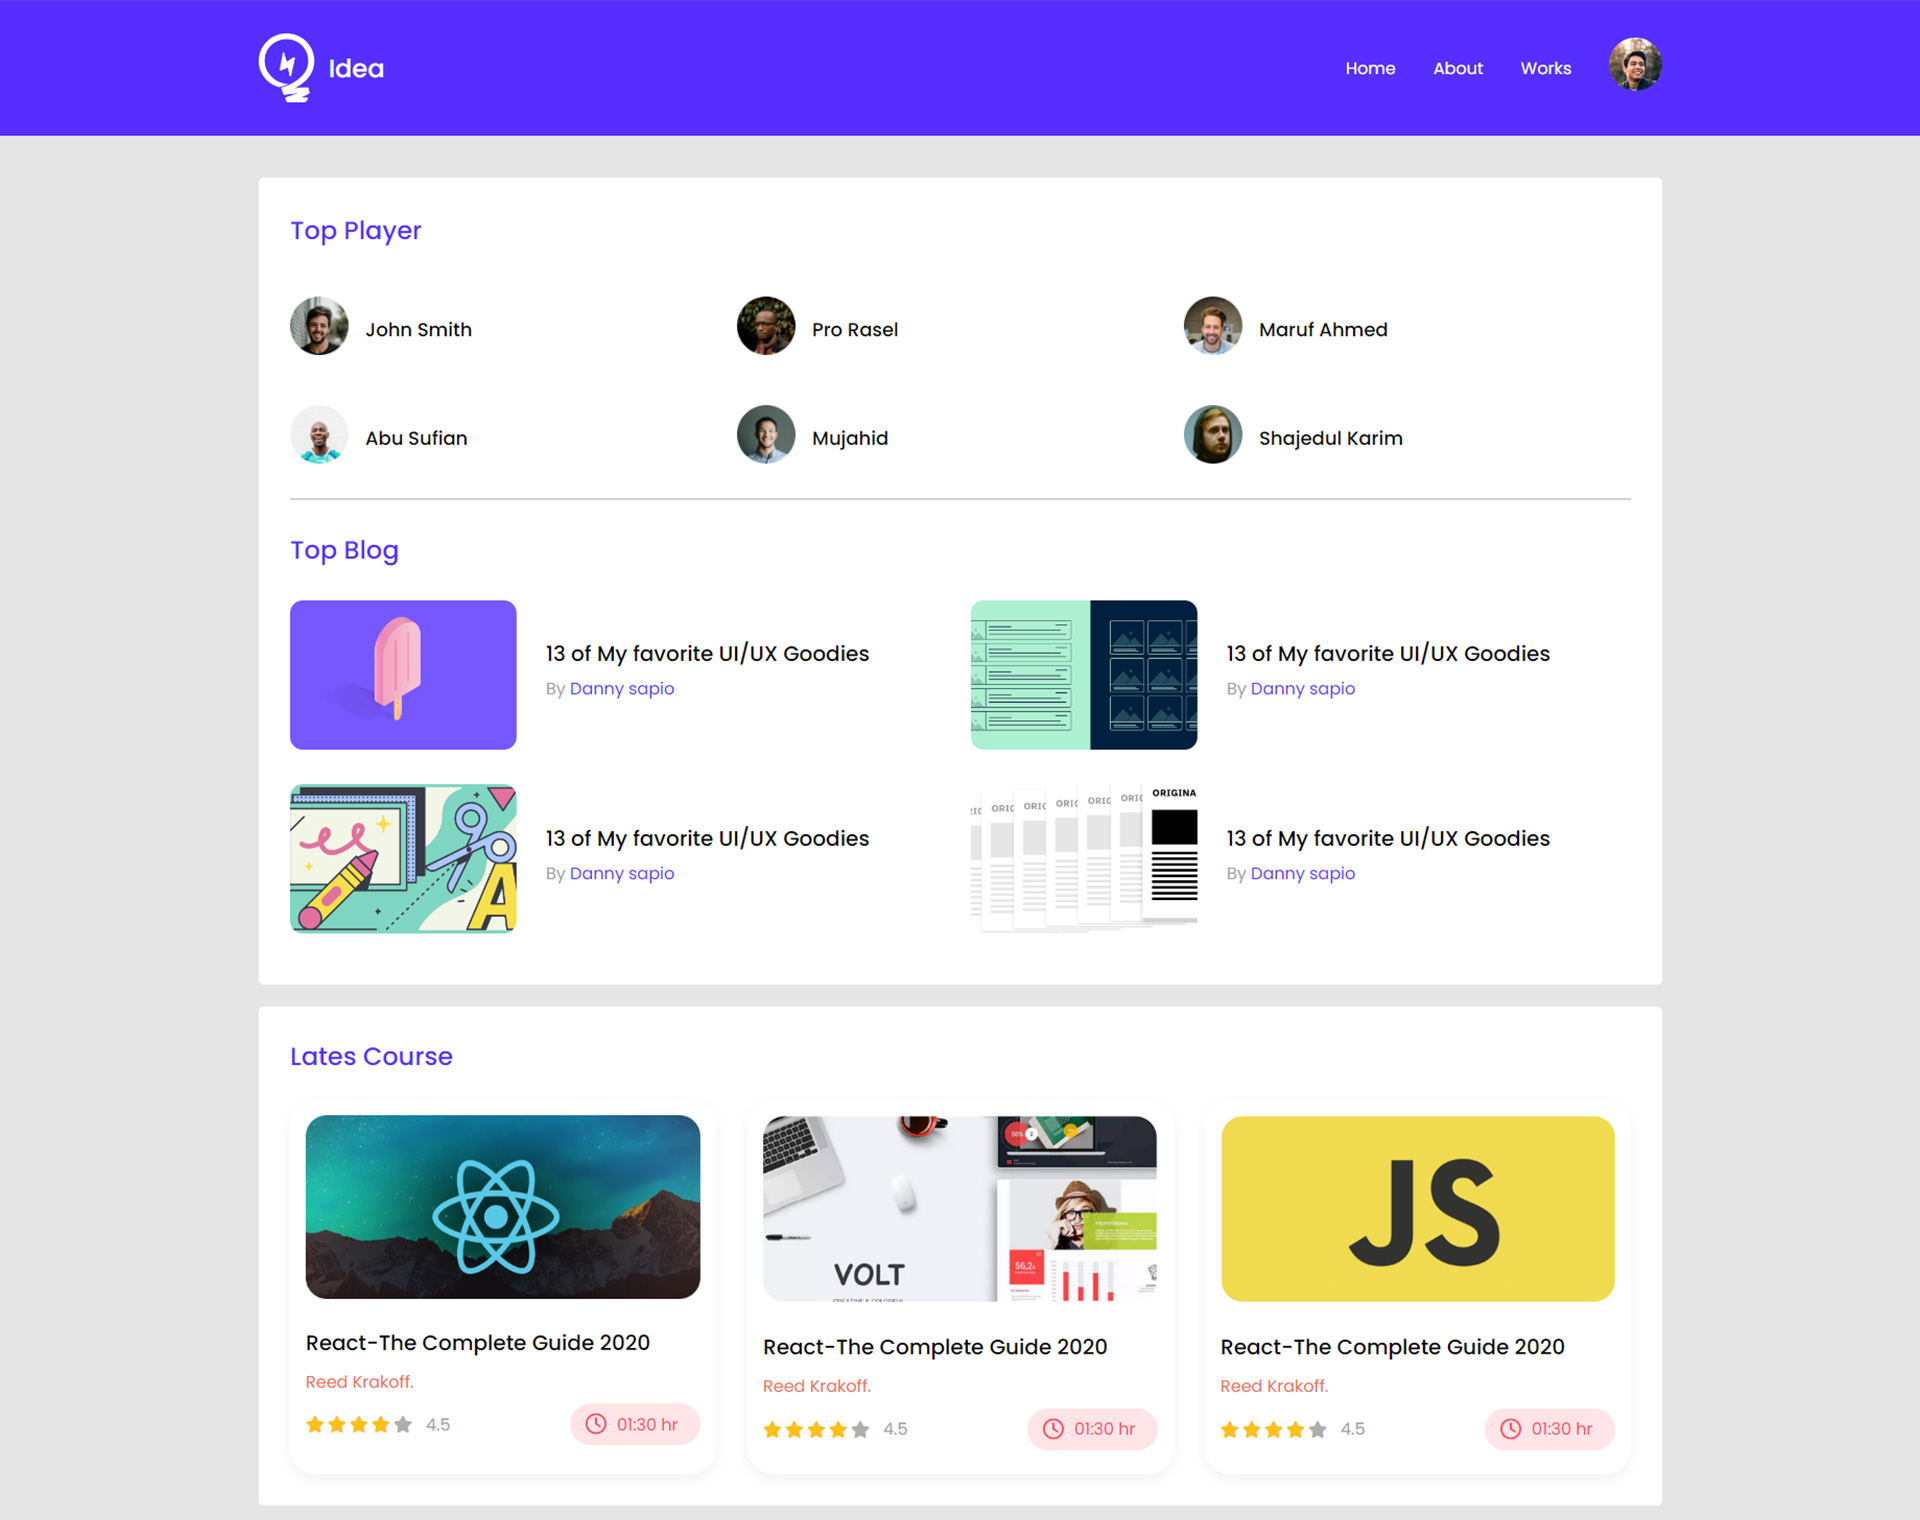 Idea
Home
About
Works
Top Player
John Smith
Pro Rasel
Maruf Ahmed
Abu Sufian
Mujahid
Shajedul Karim
Top Blog
13 of My favorite UI/UX Goodies
By Danny sapio
13 of My favorite UI/UX Goodies
By Danny sapio
13 of My favorite UI/UX Goodies
By Danny sapio
A
ORIGINA
13 of My favorite UI/UX Goodies
By Danny sapio
Lates Course
React-The Complete Guide 2020
Reed Krakoff.
4.5
01:30 hr
50%
PROFESSIONAL
56,2
VOLT
React-The Complete Guide 2020
Reed Krakoff.
4.5
01:30 hr
JS
React-The Complete Guide 2020
Reed Krakoff.
4.5
01:30 hr